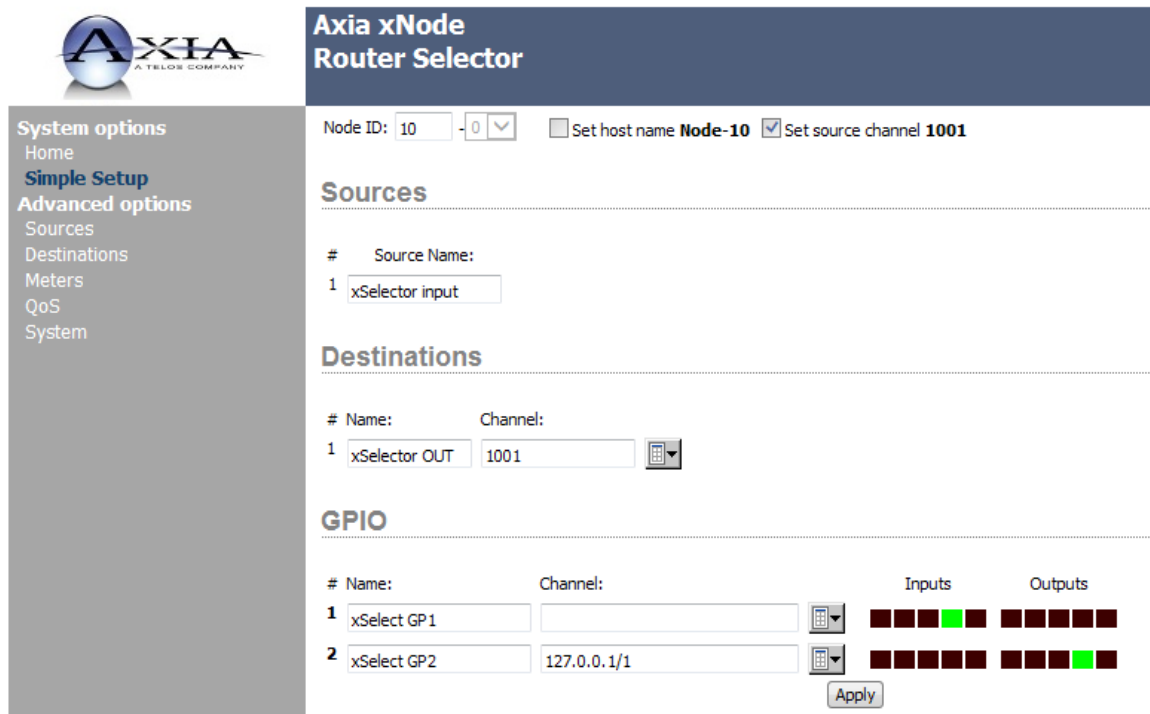 AXIA
A TELOS COMPANY
Axia xNode
Router Selector
System options
Home
Simple Setup
Advanced options
Sources
Destinations
Meters
QoS
System
Node ID: 10 - 0 Set host name Node-10 Set source channel 1001
Sources
# Source Name:
1 xSelector input
Destinations
# Name: Channel:
1 xSelector OUT 1001
GPIO
# Name: Channel: Inputs Outputs
1 xSelect GP1
2 xSelect GP2 127.0.0.1/1
Apply